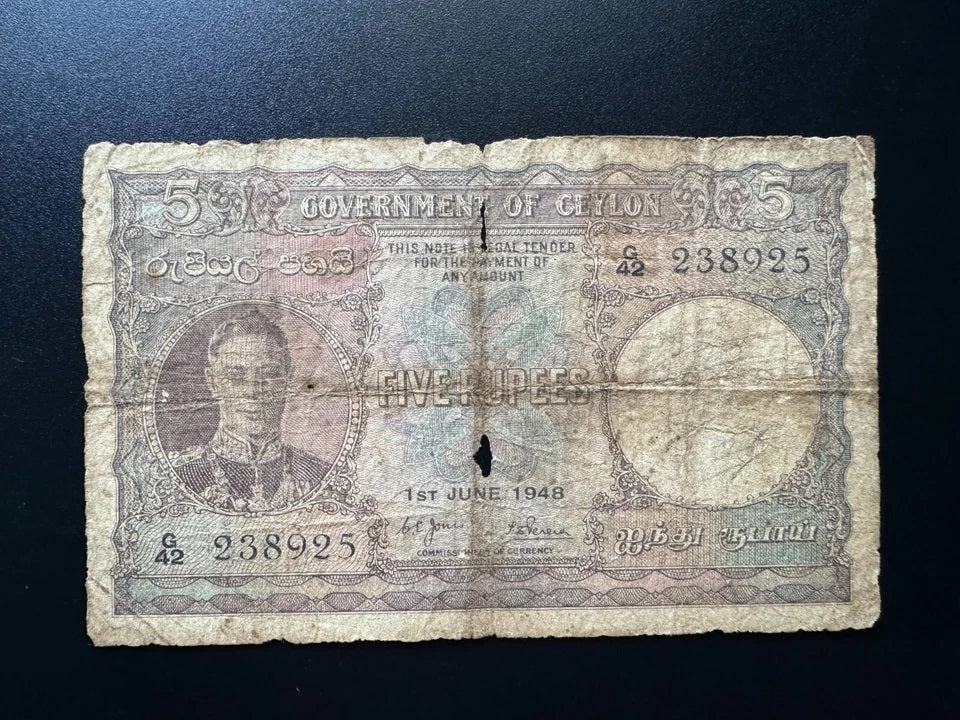 5 GOVERNMENT OF CEYLON 5
රුපියල් පහයි
THIS NOTE IS LEGAL TENDER
FOR THE PAYMENT OF
ANY AMOUNT
G/42 238925
FIVE RUPEES
1ST JUNE 1948
COMMISSIONERS OF CURRENCY
G/42 238925
ஐந்து ரூபாய்